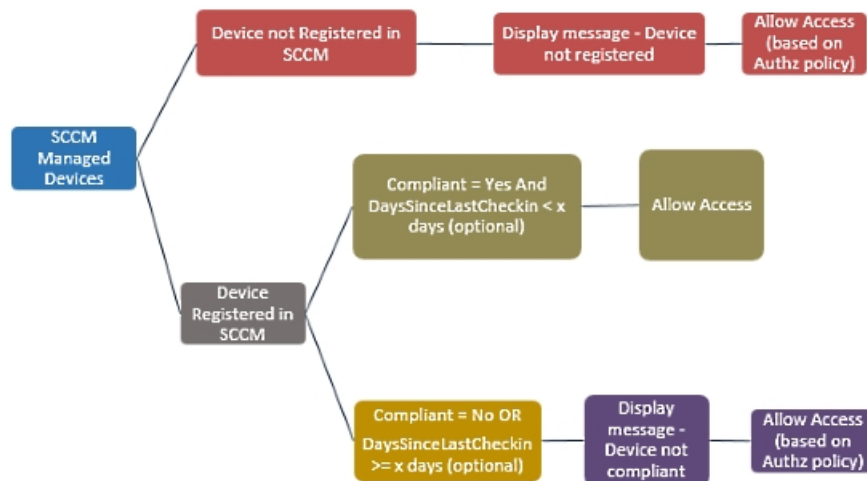 Device not Registered in
SCCM
Display message - Device
not registered
Allow Access
(based on
Authz policy)
SCCM
Managed
Devices
Compliant = Yes And
DaysSinceLastCheckin < x
days (optional)
Allow Access
Device
Registered in
SCCM
Compliant = No OR
DaysSinceLastCheckin
>= x days (optional)
Display
message -
Device not
compliant
Allow Access
(based on
Authz policy)